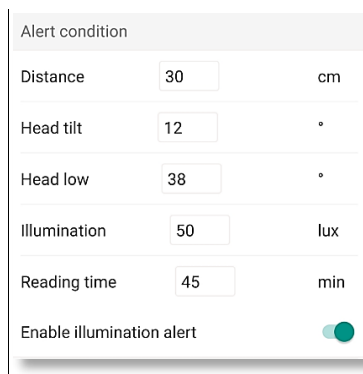 Alert condition
Distance 30 cm
Head tilt 12 °
Head low 38 °
Illumination 50 lux
Reading time 45 min
Enable illumination alert